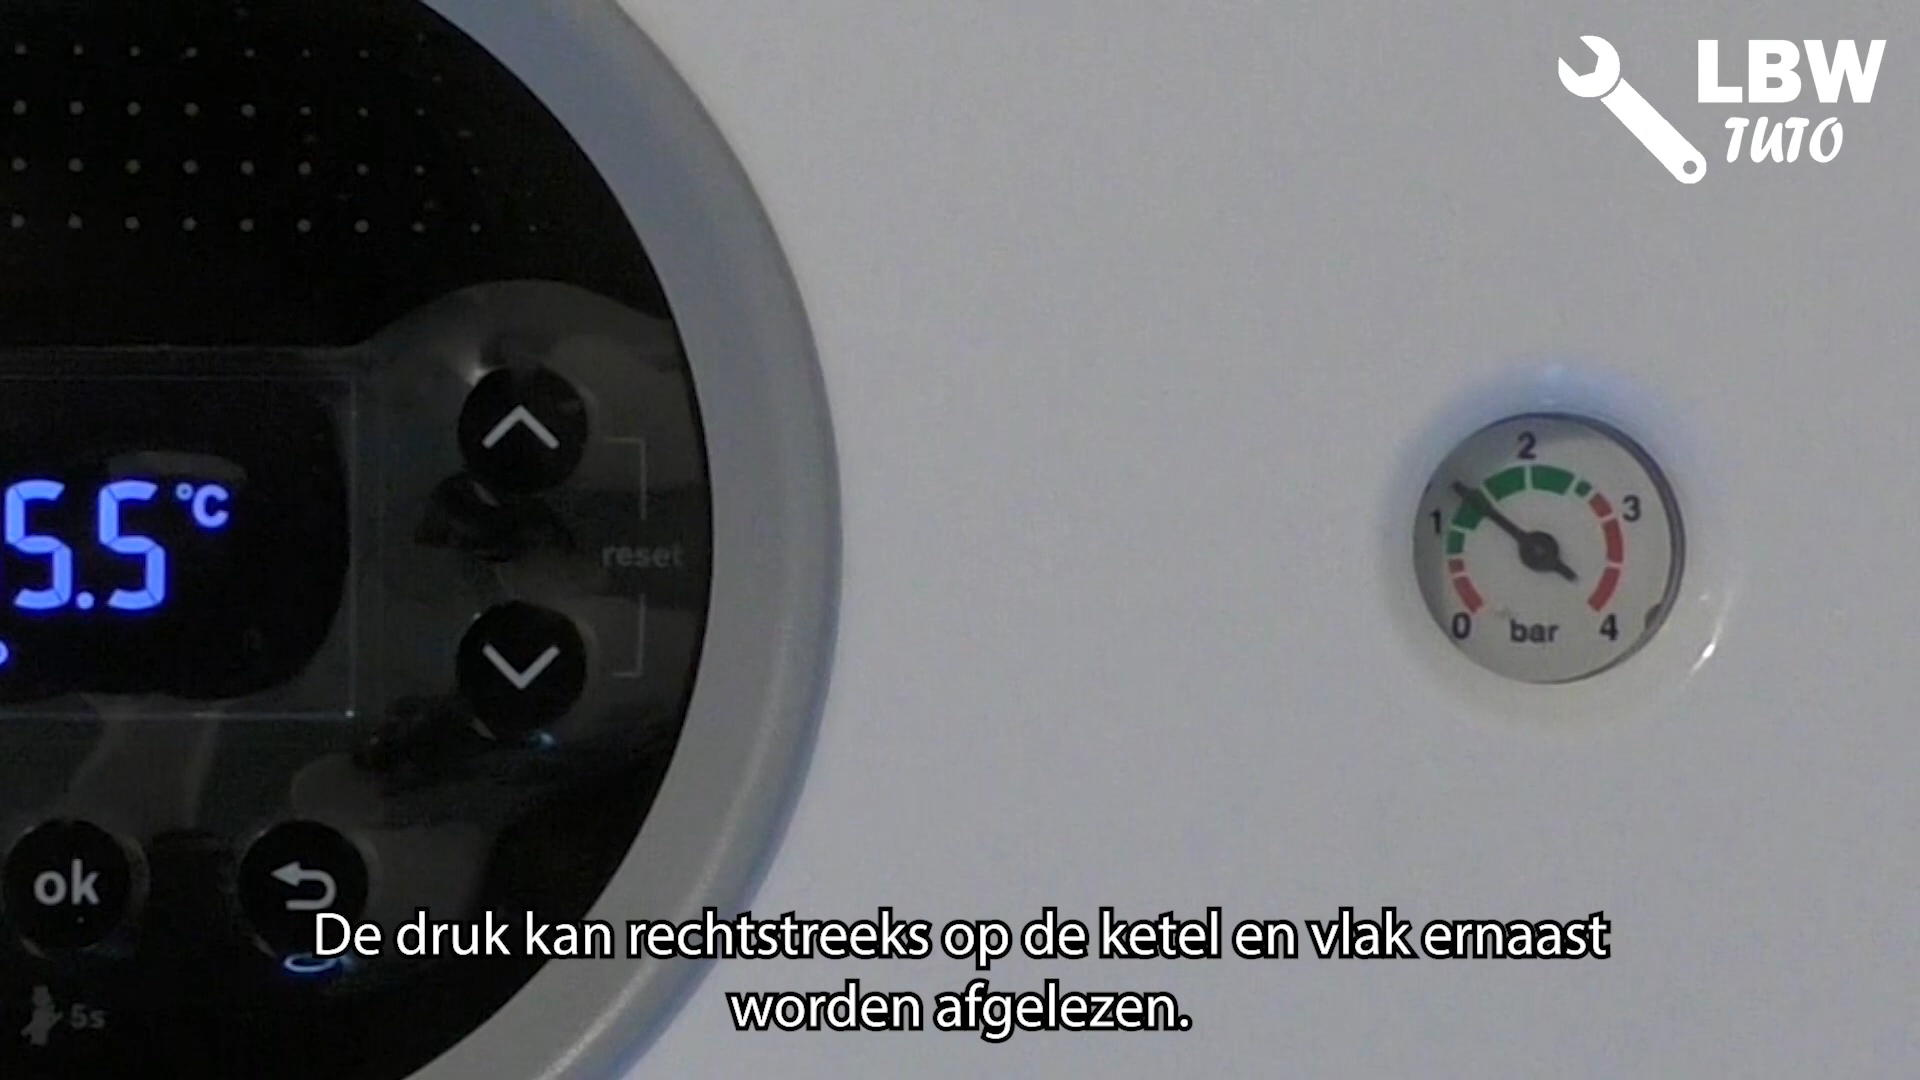 LBW
TUTO
5.5 °C
reset
ok
5s
2
1
3
0
bar
4
De druk kan rechtstreeks op de ketel en vlak ernaast
worden afgelezen.